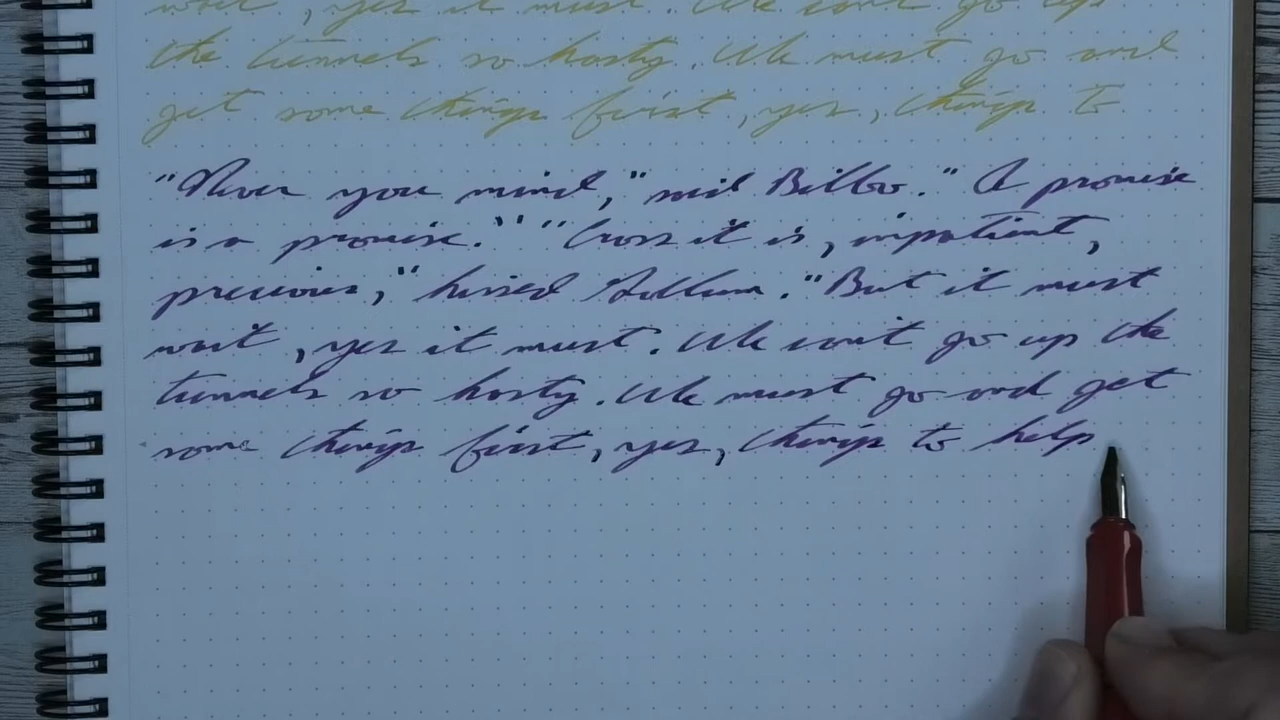 wait, yes it must. We can't go up
the tunnels so hasty. We must go and
get some things first, yes, things to
"Never you mind," said Bilbo. "A promise
is a promise." "Cross it is, impatient,
precious," hissed Gollum. "But it must
wait, yes it must. We can't go up the
tunnels so hasty. We must go and get
some things first, yes, things to help